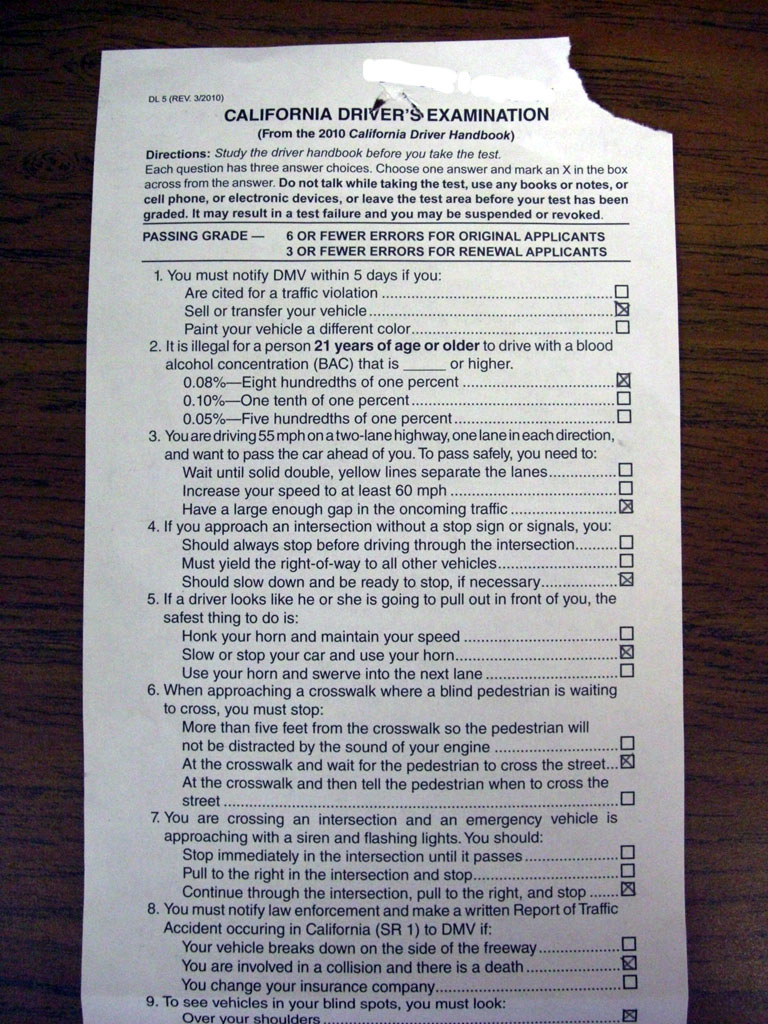 DL 5 (REV. 3/2010)
CALIFORNIA DRIVER'S EXAMINATION
(From the 2010 California Driver Handbook)
Directions: Study the driver handbook before you take the test.
Each question has three answer choices. Choose one answer and mark an X in the box
across from the answer. Do not talk while taking the test, use any books or notes, or
cell phone, or electronic devices, or leave the test area before your test has been
graded. It may result in a test failure and you may be suspended or revoked.
PASSING GRADE — 6 OR FEWER ERRORS FOR ORIGINAL APPLICANTS
3 OR FEWER ERRORS FOR RENEWAL APPLICANTS
1. You must notify DMV within 5 days if you:
Are cited for a traffic violation ☐
Sell or transfer your vehicle ☒
Paint your vehicle a different color ☐
2. It is illegal for a person 21 years of age or older to drive with a blood
alcohol concentration (BAC) that is ______ or higher.
0.08%—Eight hundredths of one percent ☒
0.10%—One tenth of one percent ☐
0.05%—Five hundredths of one percent ☐
3. You are driving 55 mph on a two-lane highway, one lane in each direction,
and want to pass the car ahead of you. To pass safely, you need to:
Wait until solid double, yellow lines separate the lanes ☐
Increase your speed to at least 60 mph ☐
Have a large enough gap in the oncoming traffic ☒
4. If you approach an intersection without a stop sign or signals, you:
Should always stop before driving through the intersection ☐
Must yield the right-of-way to all other vehicles ☐
Should slow down and be ready to stop, if necessary ☒
5. If a driver looks like he or she is going to pull out in front of you, the
safest thing to do is:
Honk your horn and maintain your speed ☐
Slow or stop your car and use your horn ☒
Use your horn and swerve into the next lane ☐
6. When approaching a crosswalk where a blind pedestrian is waiting
to cross, you must stop:
More than five feet from the crosswalk so the pedestrian will
not be distracted by the sound of your engine ☐
At the crosswalk and wait for the pedestrian to cross the street ☒
At the crosswalk and then tell the pedestrian when to cross the
street ☐
7. You are crossing an intersection and an emergency vehicle is
approaching with a siren and flashing lights. You should:
Stop immediately in the intersection until it passes ☐
Pull to the right in the intersection and stop ☐
Continue through the intersection, pull to the right, and stop ☒
8. You must notify law enforcement and make a written Report of Traffic
Accident occuring in California (SR 1) to DMV if:
Your vehicle breaks down on the side of the freeway ☐
You are involved in a collision and there is a death ☒
You change your insurance company ☐
9. To see vehicles in your blind spots, you must look:
Over your shoulders ☒